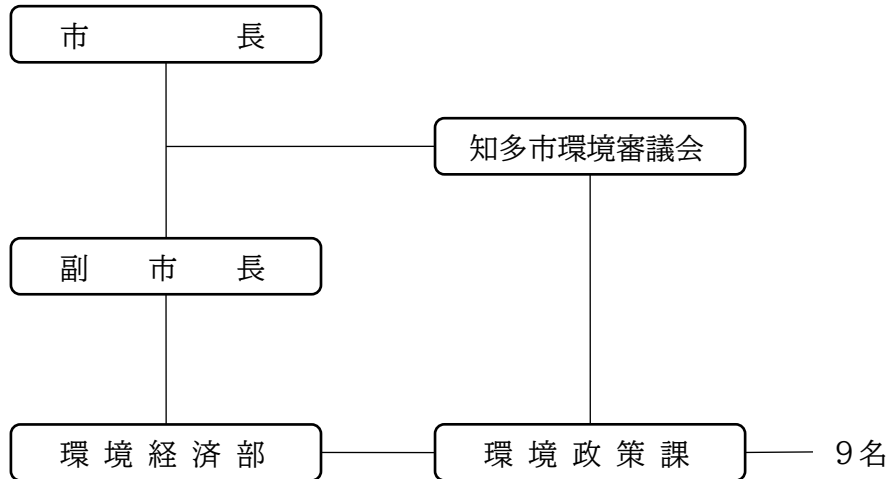 市長
知多市環境審議会
副市長
環境経済部
環境政策課
9名